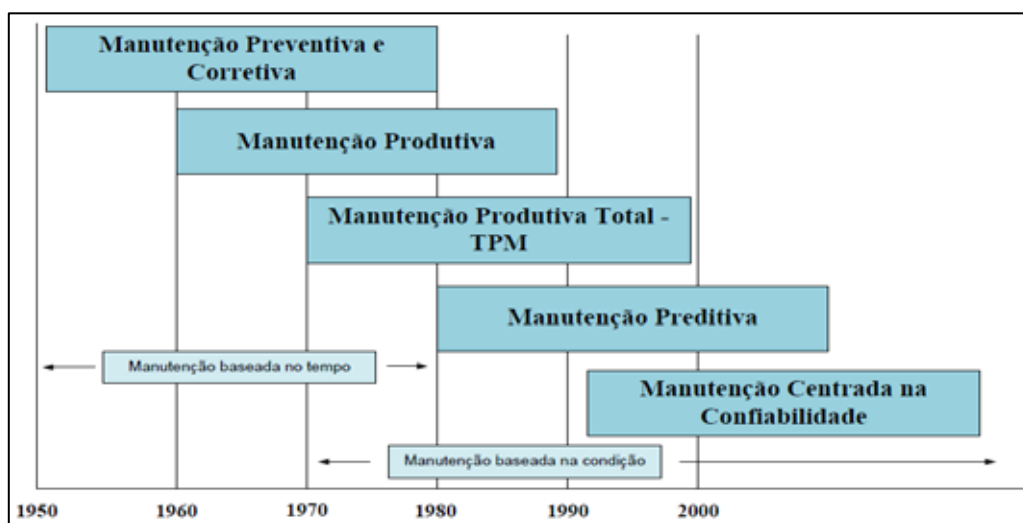 Manutenção Preventiva e
Corretiva
Manutenção Produtiva
Manutenção Produtiva Total -
TPM
Manutenção Preditiva
Manutenção baseada no tempo
Manutenção Centrada na
Confiabilidade
Manutenção baseada na condição
1950 1960 1970 1980 1990 2000